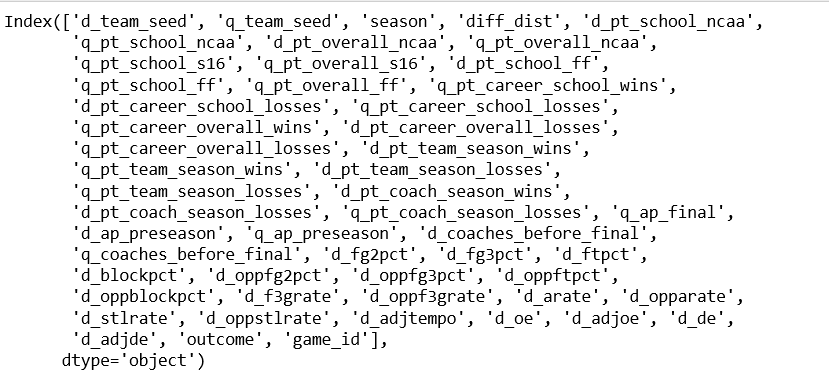 Index(['d_team_seed', 'q_team_seed', 'season', 'diff_dist', 'd_pt_school_ncaa',
'q_pt_school_ncaa', 'd_pt_overall_ncaa', 'q_pt_overall_ncaa',
'q_pt_school_s16', 'q_pt_overall_s16', 'd_pt_school_ff',
'q_pt_school_ff', 'q_pt_overall_ff', 'q_pt_career_school_wins',
'd_pt_career_school_losses', 'q_pt_career_school_losses',
'q_pt_career_overall_wins', 'd_pt_career_overall_losses',
'q_pt_career_overall_losses', 'd_pt_team_season_wins',
'q_pt_team_season_wins', 'd_pt_team_season_losses',
'q_pt_team_season_losses', 'd_pt_coach_season_wins',
'd_pt_coach_season_losses', 'q_pt_coach_season_losses', 'q_ap_final',
'd_ap_preseason', 'q_ap_preseason', 'd_coaches_before_final',
'q_coaches_before_final', 'd_fg2pct', 'd_fg3pct', 'd_ftpct',
'd_blockpct', 'd_oppfg2pct', 'd_oppfg3pct', 'd_oppftpct',
'd_oppblockpct', 'd_f3grate', 'd_oppf3grate', 'd_arate', 'd_opparate',
'd_stlrate', 'd_oppstlrate', 'd_adjtempo', 'd_oe', 'd_adjoe', 'd_de',
'd_adjde', 'outcome', 'game_id'],
dtype='object')